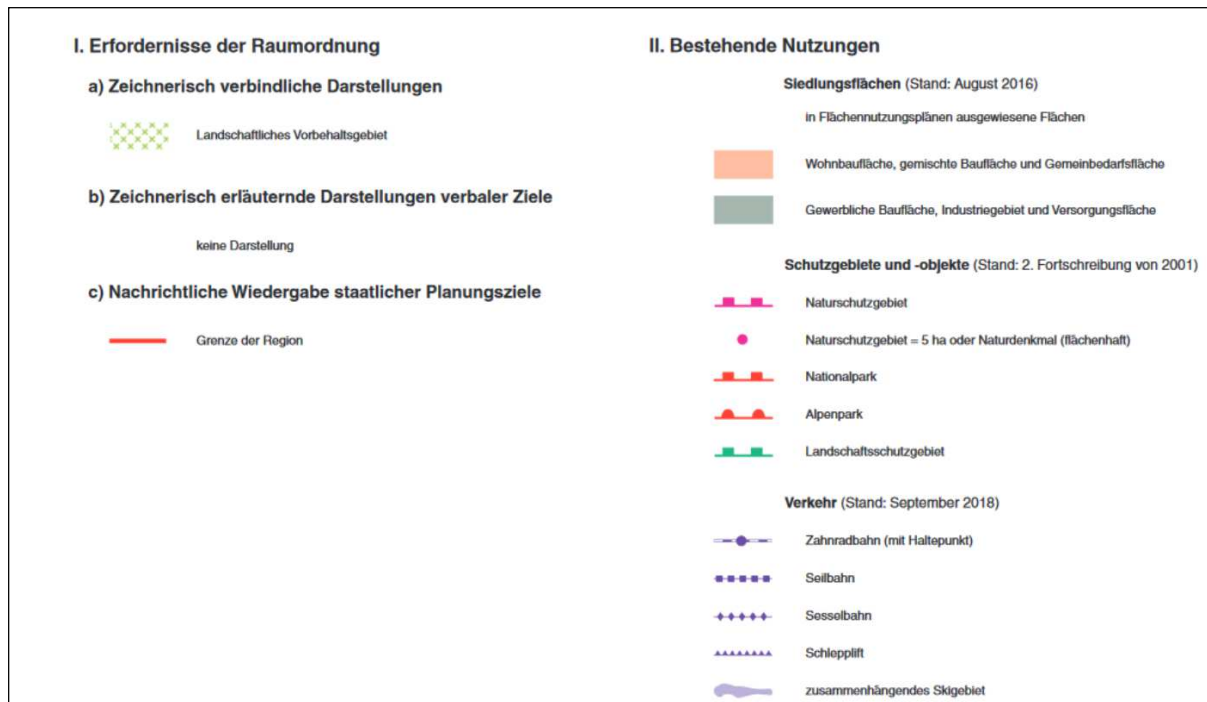 I. Erfordernisse der Raumordnung
a) Zeichnerisch verbindliche Darstellungen
Landschaftliches Vorbehaltsgebiet
b) Zeichnerisch erläuternde Darstellungen verbaler Ziele
keine Darstellung
c) Nachrichtliche Wiedergabe staatlicher Planungsziele
Grenze der Region
II. Bestehende Nutzungen
Siedlungsflächen (Stand: August 2016)
in Flächennutzungsplänen ausgewiesene Flächen
Wohnbaufläche, gemischte Baufläche und Gemeinbedarfsfläche
Gewerbliche Baufläche, Industriegebiet und Versorgungsfläche
Schutzgebiete und -objekte (Stand: 2. Fortschreibung von 2001)
Naturschutzgebiet
Naturschutzgebiet = 5 ha oder Naturdenkmal (flächenhaft)
Nationalpark
Alpenpark
Landschaftsschutzgebiet
Verkehr (Stand: September 2018)
Zahnradbahn (mit Haltepunkt)
Seilbahn
Sesselbahn
Schlepplift
zusammenhängendes Skigebiet